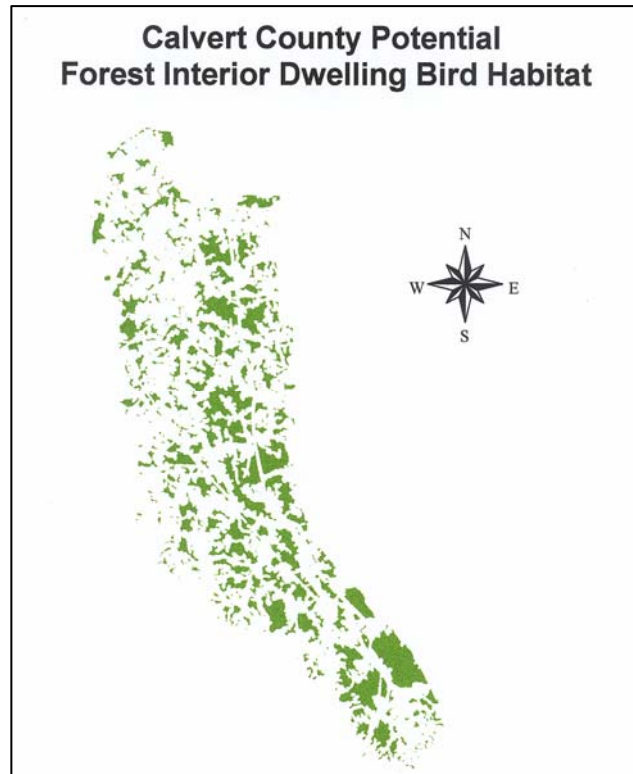 Calvert County Potential
Forest Interior Dwelling Bird Habitat
N
W E
S